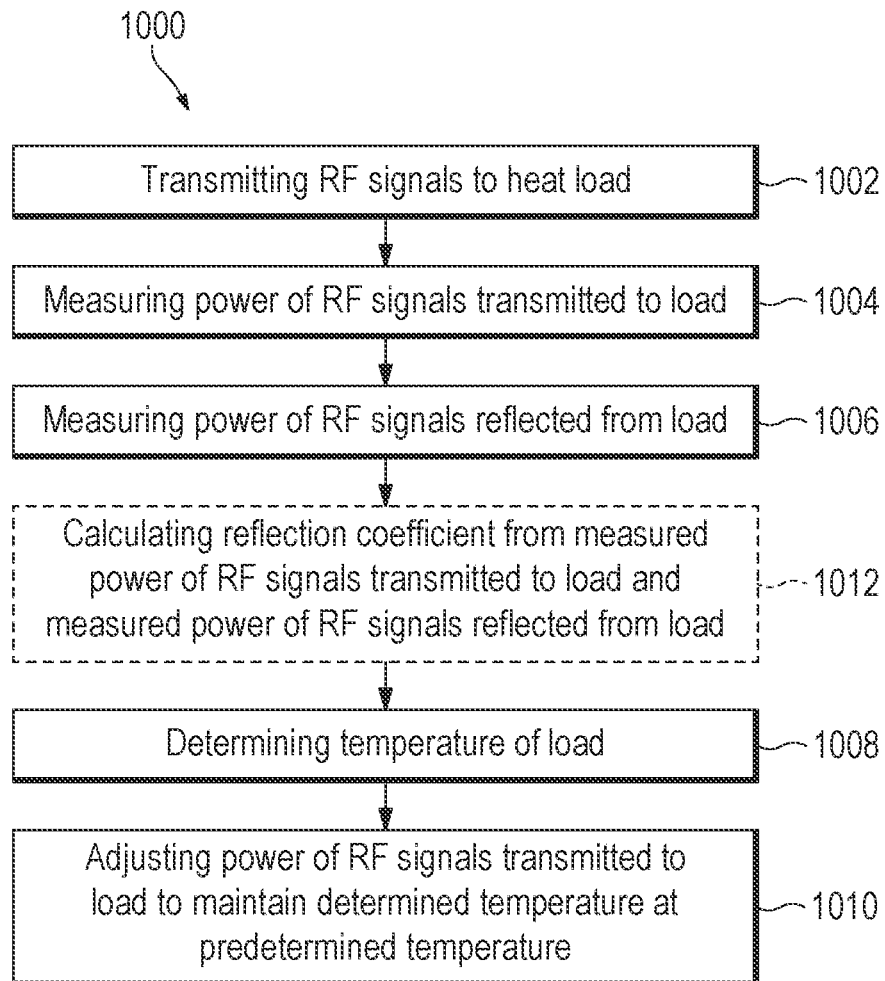 1000
Transmitting RF signals to heat load
1002
Measuring power of RF signals transmitted to load
1004
Measuring power of RF signals reflected from load
1006
Calculating reflection coefficient from measured
power of RF signals transmitted to load and
measured power of RF signals reflected from load
1012
Determining temperature of load
1008
Adjusting power of RF signals transmitted to
load to maintain determined temperature at
predetermined temperature
1010